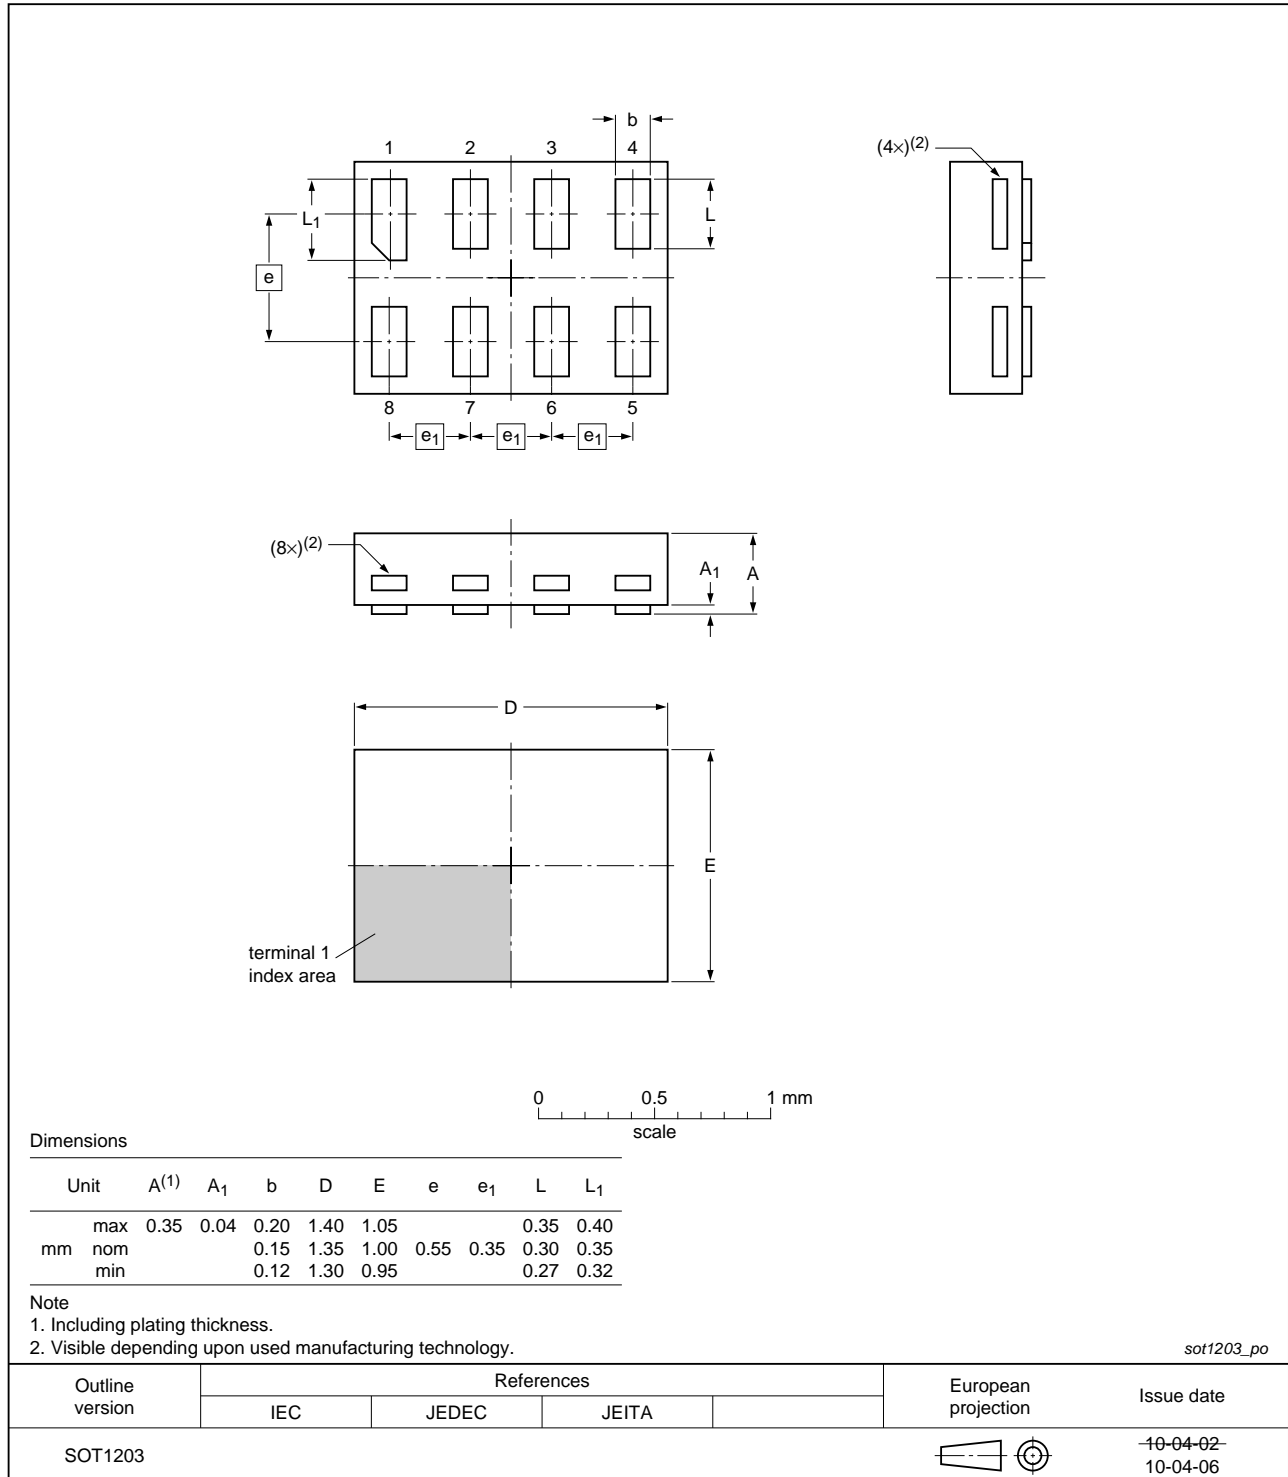 b
1 2 3 4
(4×)(2)
L1
L
e
8 7 6 5
e1 e1 e1
(8×)(2)
A1
A
D
E
terminal 1
index area
0 0.5 1 mm
scale
Dimensions
Unit A(1) A1 b D E e e1 L L1
max 0.35 0.04 0.20 1.40 1.05 0.35 0.40
mm nom 0.15 1.35 1.00 0.55 0.35 0.30 0.35
min 0.12 1.30 0.95 0.27 0.32
Note
1. Including plating thickness.
2. Visible depending upon used manufacturing technology.
sot1203_po
Outline
version
References
IEC JEDEC JEITA
European
projection
Issue date
SOT1203
10-04-02
10-04-06